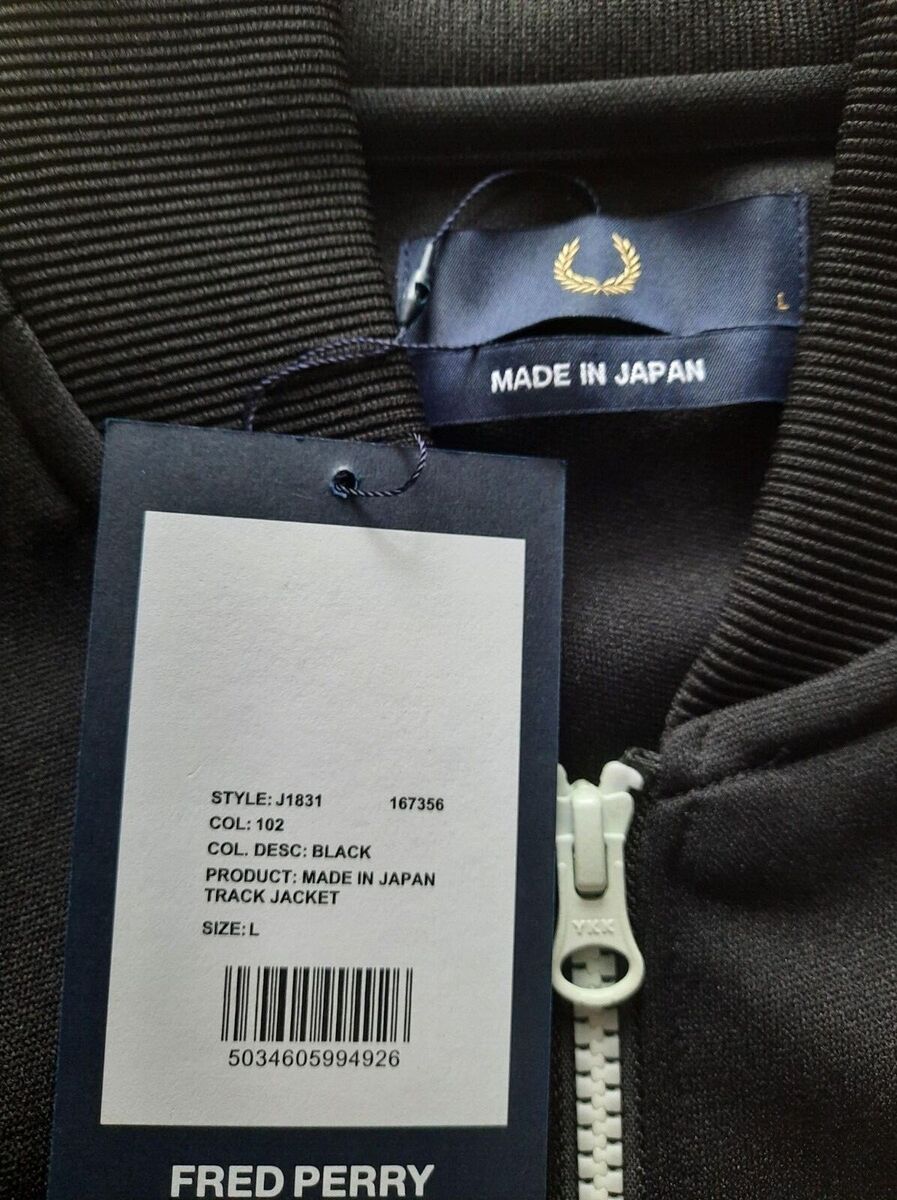 L
MADE IN JAPAN
STYLE: J1831 167356
COL: 102
COL. DESC: BLACK
PRODUCT: MADE IN JAPAN
TRACK JACKET
SIZE: L
5034605994926
FRED PERRY
YKK